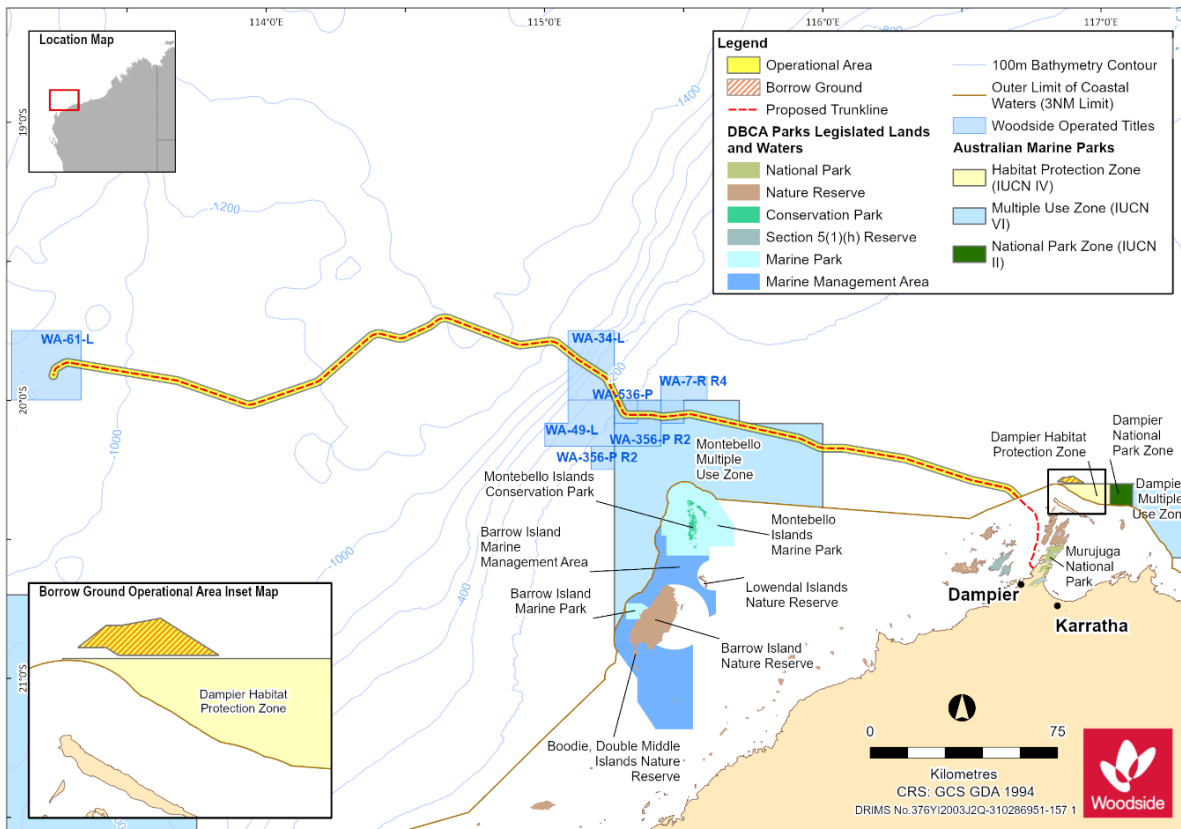 114°0'E
115°0'E
116°0'E
117°0'E
Location Map
19°0'S
20°0'S
21°0'S
Legend
Operational Area
Borrow Ground
Proposed Trunkline
DBCA Parks Legislated Lands
and Waters
National Park
Nature Reserve
Conservation Park
Section 5(1)(h) Reserve
Marine Park
Marine Management Area
100m Bathymetry Contour
Outer Limit of Coastal
Waters (3NM Limit)
Woodside Operated Titles
Australian Marine Parks
Habitat Protection Zone
(IUCN IV)
Multiple Use Zone (IUCN
VI)
National Park Zone (IUCN
II)
-1400
-1200
-1000
-800
-200
WA-61-L
WA-34-L
WA-7-R R4
WA-536-P
WA-49-L
WA-356-P R2
WA-356-P R2
Montebello
Multiple
Use Zone
Montebello Islands
Conservation Park
Barrow Island
Marine
Management Area
Barrow Island
Marine Park
Montebello
Islands
Marine Park
Lowendal Islands
Nature Reserve
Barrow Island
Nature Reserve
Boodie, Double Middle
Islands Nature
Reserve
-1000
-800
-400
Dampier Habitat
Protection Zone
Dampier
National
Park Zone
Dampier
Multiple
Use Zone
Murujuga
National
Park
Dampier
Karratha
Borrow Ground Operational Area Inset Map
Dampier Habitat
Protection Zone
0
75
Kilometres
CRS: GCS GDA 1994
DRIMS No.376YI2003J2Q-310286951-157 1
Woodside